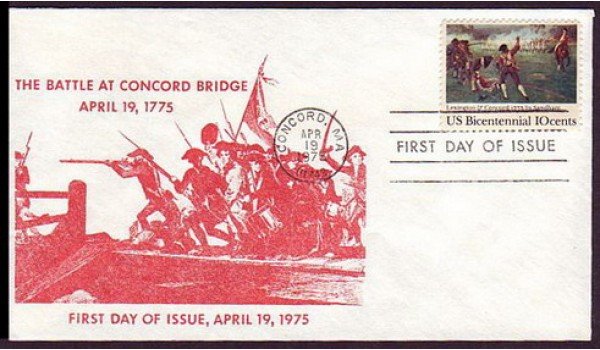 THE BATTLE AT CONCORD BRIDGE
APRIL 19, 1775
CONCORD, MA
APR
19
1975
Lexington & Concord 1775 by Sandham
US Bicentennial 10cents
FIRST DAY OF ISSUE
FIRST DAY OF ISSUE, APRIL 19, 1975